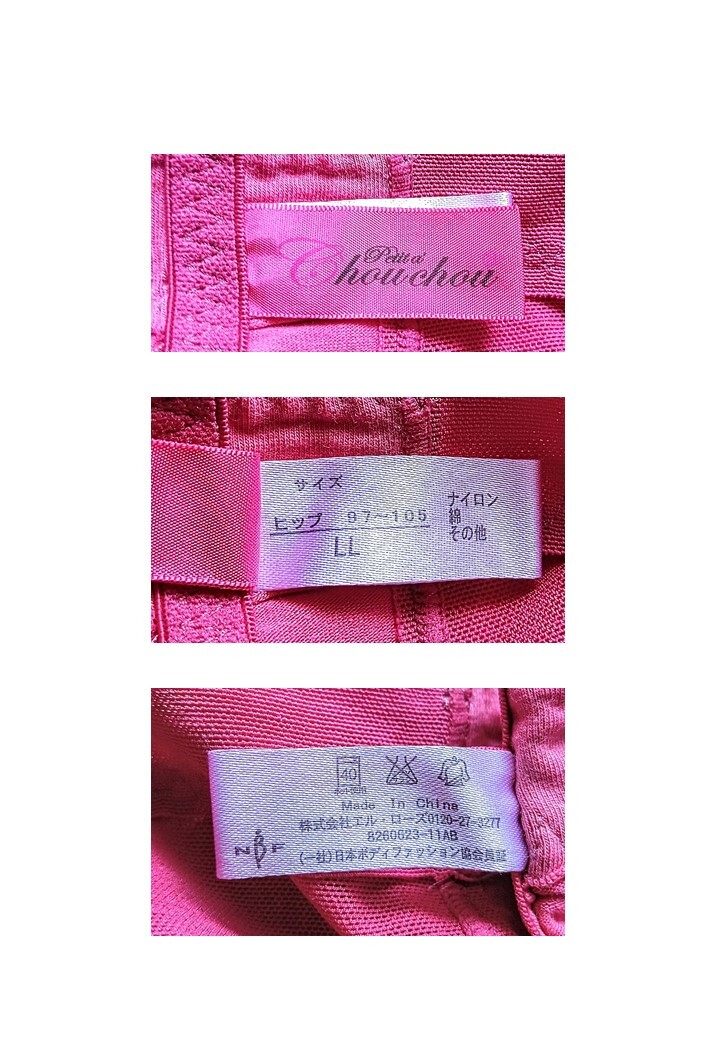 Petit a'
Chouchou
サイズ
ヒップ 97~105
LL
ナイロン
綿
その他
40
Made In China
株式会社エル・ローズ0120-27-3277
8260623-11AB
NBF
(一社)日本ボディファッション協会員証